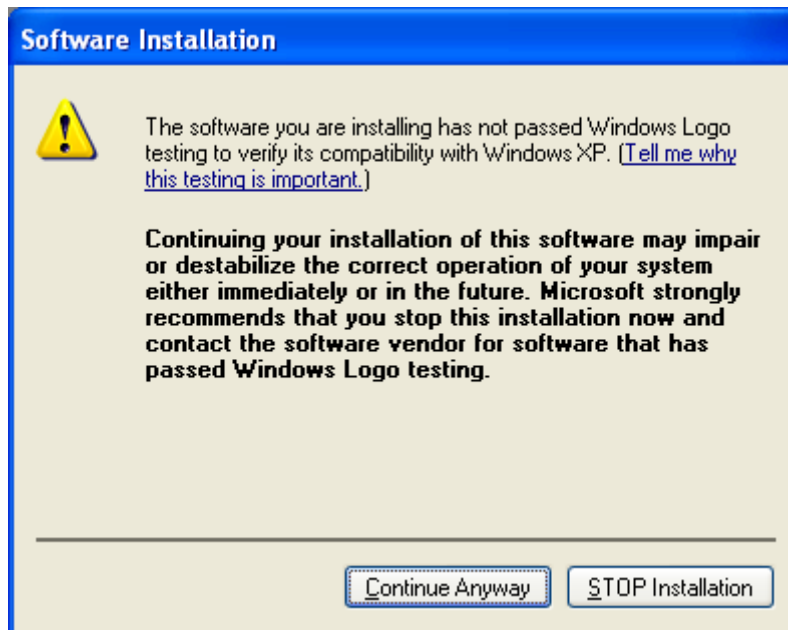 Software Installation
The software you are installing has not passed Windows Logo
testing to verify its compatibility with Windows XP. (Tell me why
this testing is important.)
Continuing your installation of this software may impair
or destabilize the correct operation of your system
either immediately or in the future. Microsoft strongly
recommends that you stop this installation now and
contact the software vendor for software that has
passed Windows Logo testing.
Continue Anyway
STOP Installation